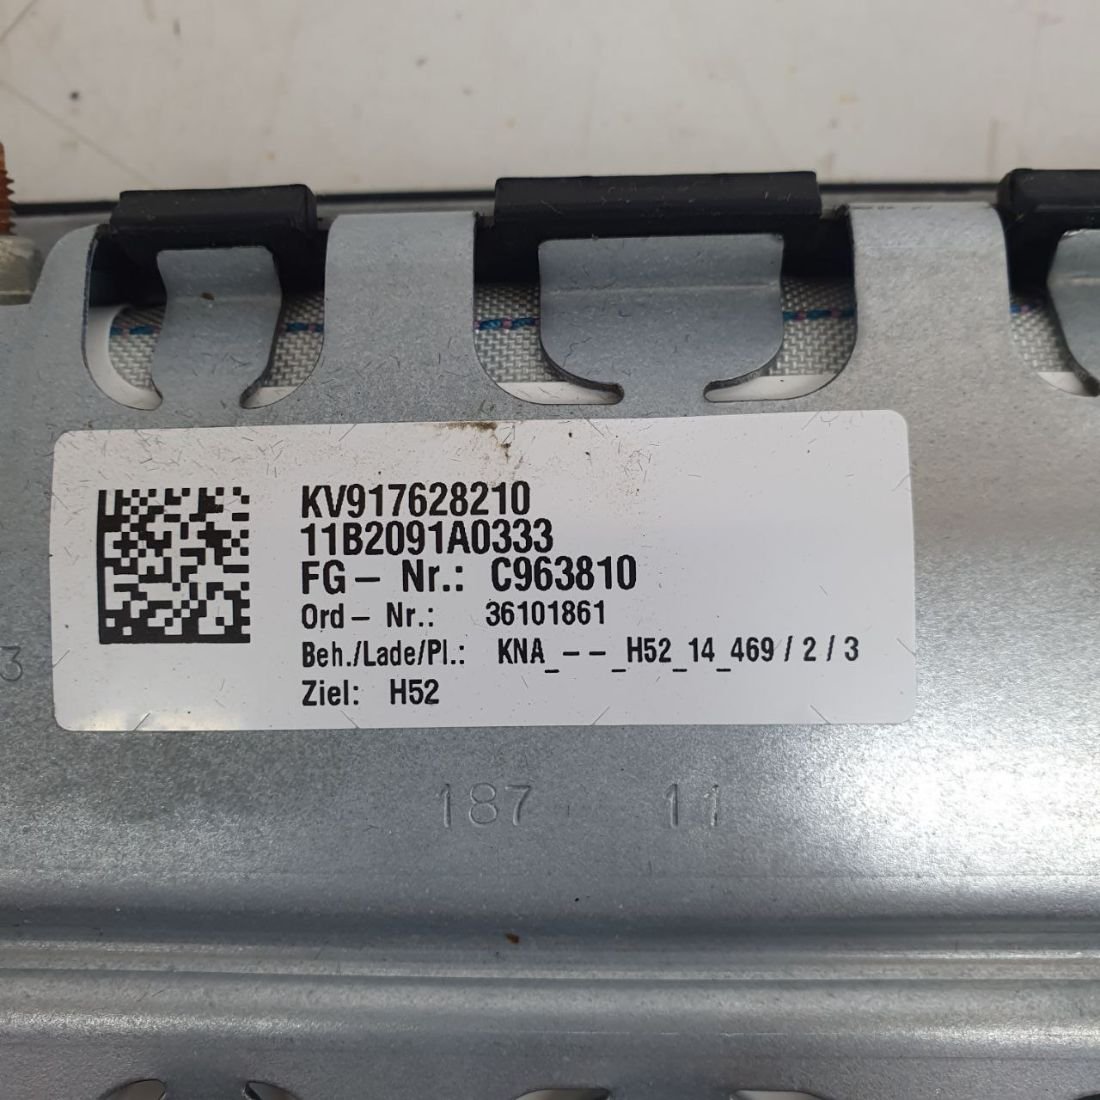 KV917628210
11B2091A0333
FG- Nr.: C963810
Ord- Nr.: 36101861
Beh./Lade/Pl.: KNA_--_H52_14_469/2/3
Ziel: H52
3
187 11